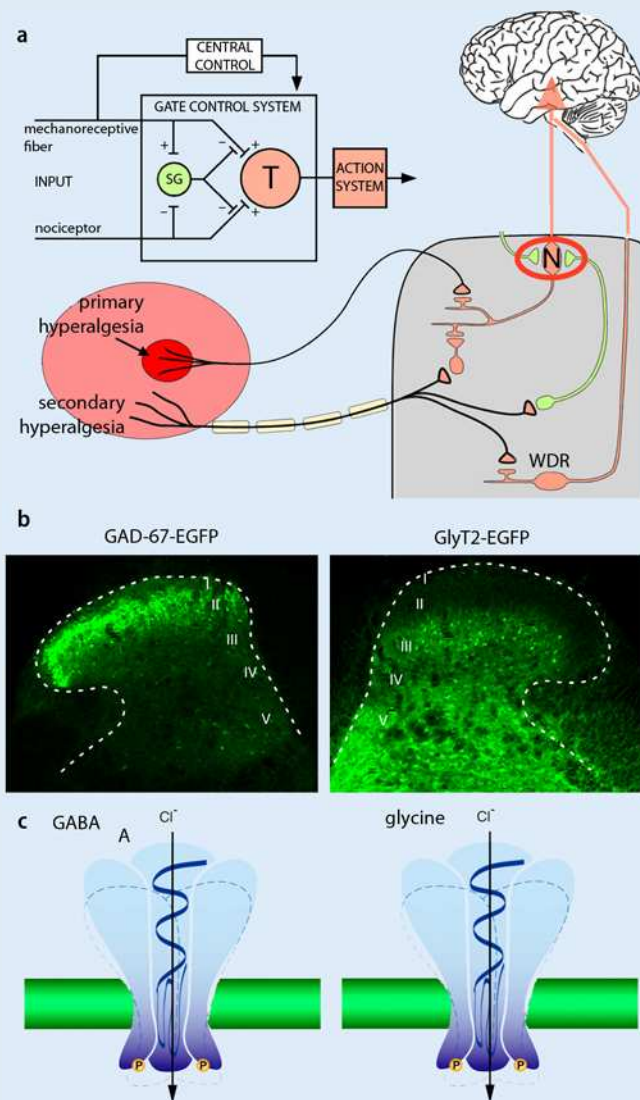 a
CENTRAL
CONTROL
GATE CONTROL SYSTEM
mechanoreceptive
fiber
+
−
+
INPUT
SG
T
ACTION
SYSTEM
−
−
+
nociceptor
N
primary
hyperalgesia
secondary
hyperalgesia
WDR
b
GAD-67-EGFP
GlyT2-EGFP
I
II
III
IV
V
I
II
III
IV
V
c
GABA
A
Cl⁻
glycine
Cl⁻
P
P
P
P